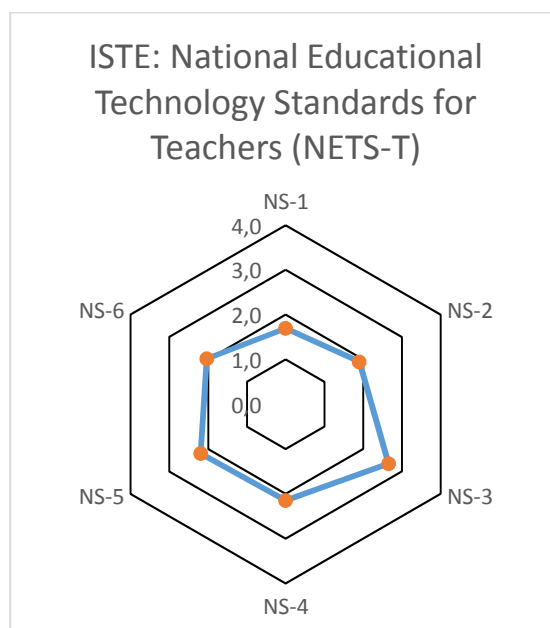 ISTE: National Educational
Technology Standards for
Teachers (NETS-T)
NS-1
4,0
3,0
NS-6
NS-2
2,0
1,0
0,0
NS-5
NS-3
NS-4